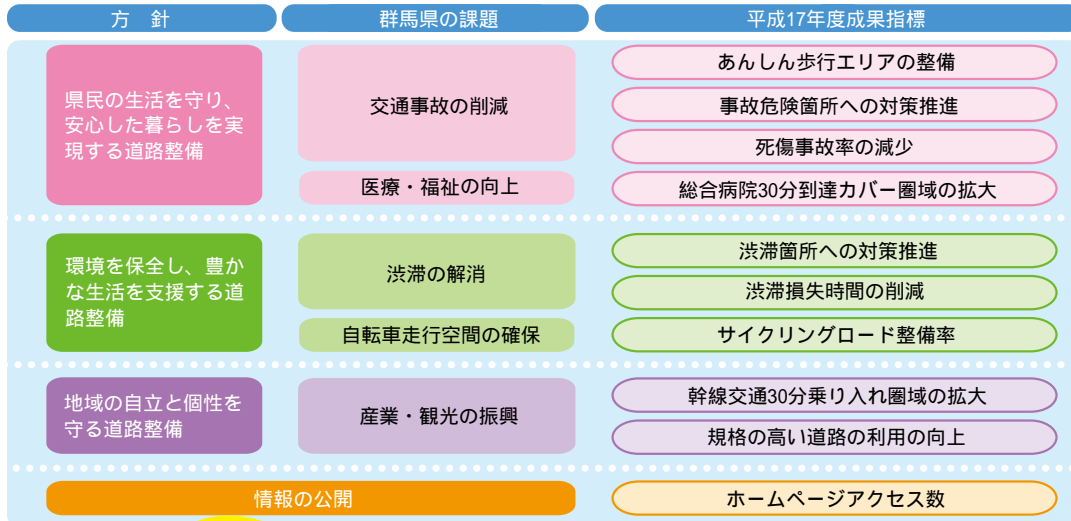 方 針
群馬県の課題
平成17年度成果指標
県民の生活を守り、
安心した暮らしを実
現する道路整備
交通事故の削減
医療・福祉の向上
あんしん歩行エリアの整備
事故危険箇所への対策推進
死傷事故率の減少
総合病院30分到達カバー圏域の拡大
環境を保全し、豊か
な生活を支援する道
路整備
渋滞の解消
自転車走行空間の確保
渋滞箇所への対策推進
渋滞損失時間の削減
サイクリングロード整備率
地域の自立と個性を
守る道路整備
産業・観光の振興
幹線交通30分乗り入れ圏域の拡大
規格の高い道路の利用の向上
情報の公開
ホームページアクセス数